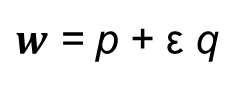 w = p + ε q